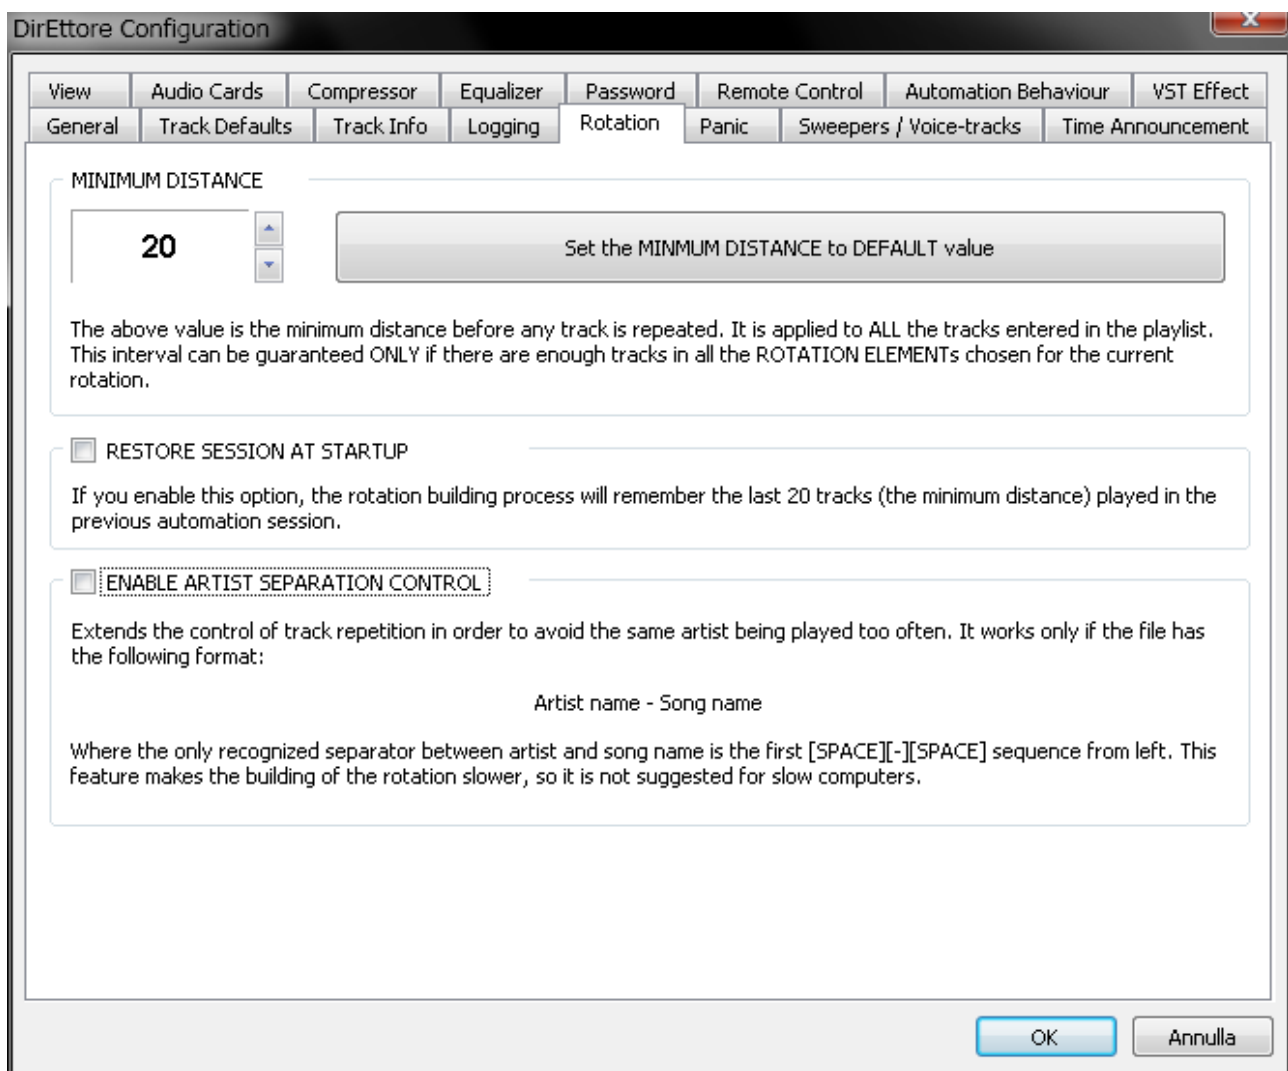 DirEttore Configuration
View Audio Cards Compressor Equalizer Password Remote Control Automation Behaviour VST Effect
General Track Defaults Track Info Logging Rotation Panic Sweepers / Voice-tracks Time Announcement
MINIMUM DISTANCE
20 Set the MINMUM DISTANCE to DEFAULT value
The above value is the minimum distance before any track is repeated. It is applied to ALL the tracks entered in the playlist.
This interval can be guaranteed ONLY if there are enough tracks in all the ROTATION ELEMENTs chosen for the current
rotation.
RESTORE SESSION AT STARTUP
If you enable this option, the rotation building process will remember the last 20 tracks (the minimum distance) played in the
previous automation session.
ENABLE ARTIST SEPARATION CONTROL
Extends the control of track repetition in order to avoid the same artist being played too often. It works only if the file has
the following format:
Artist name - Song name
Where the only recognized separator between artist and song name is the first [SPACE][-][SPACE] sequence from left. This
feature makes the building of the rotation slower, so it is not suggested for slow computers.
OK Annulla